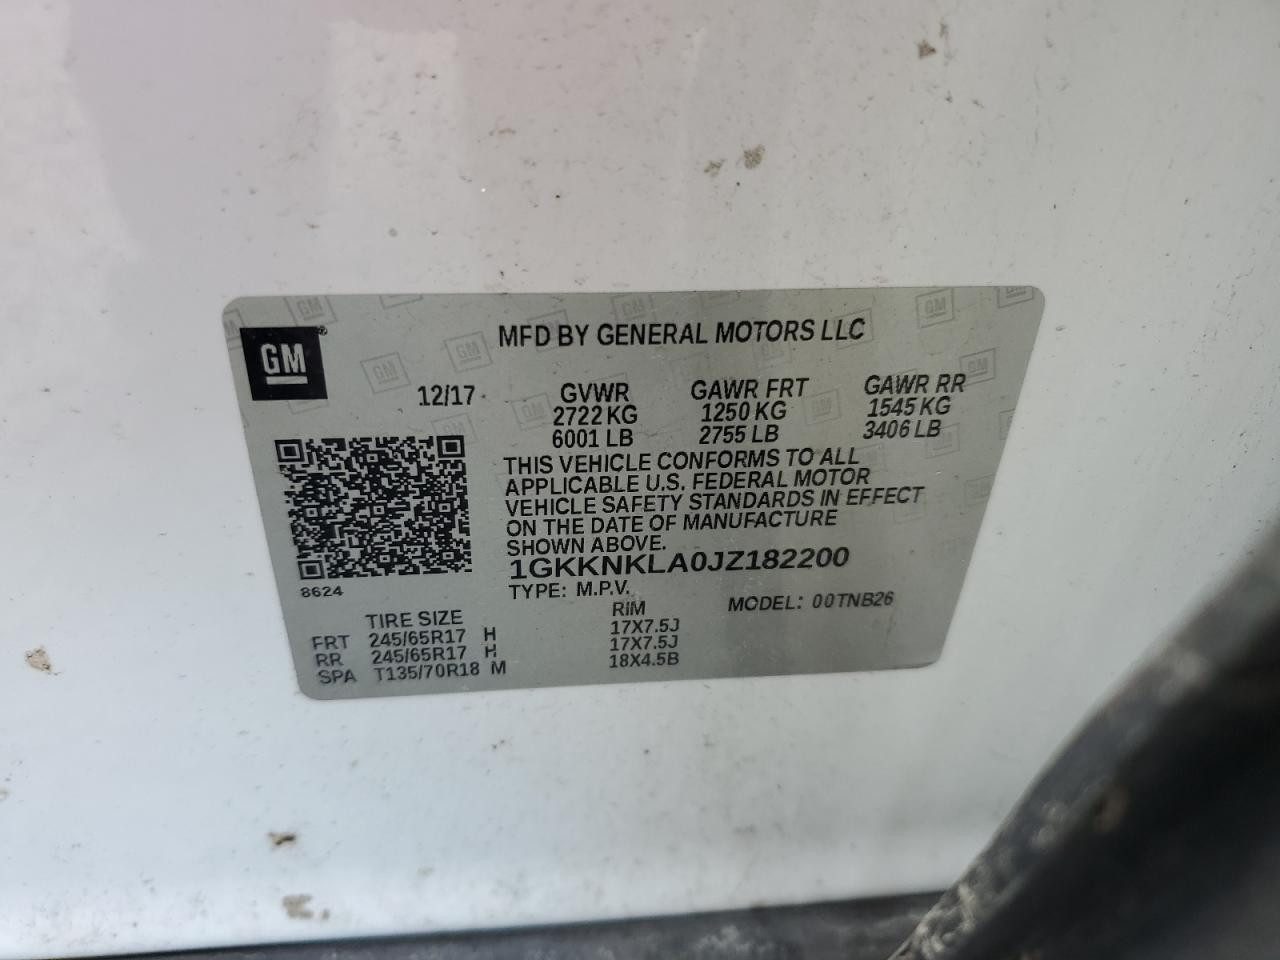 GM
MFD BY GENERAL MOTORS LLC
12/17 GVWR GAWR FRT GAWR RR
2722 KG 1250 KG 1545 KG
6001 LB 2755 LB 3406 LB
THIS VEHICLE CONFORMS TO ALL
APPLICABLE U.S. FEDERAL MOTOR
VEHICLE SAFETY STANDARDS IN EFFECT
ON THE DATE OF MANUFACTURE
SHOWN ABOVE.
1GKKNKLA0JZ182200
8624
TYPE: M.P.V. MODEL: 00TNB26
TIRE SIZE RIM
FRT 245/65R17 H 17X7.5J
RR 245/65R17 H 17X7.5J
SPA T135/70R18 M 18X4.5B